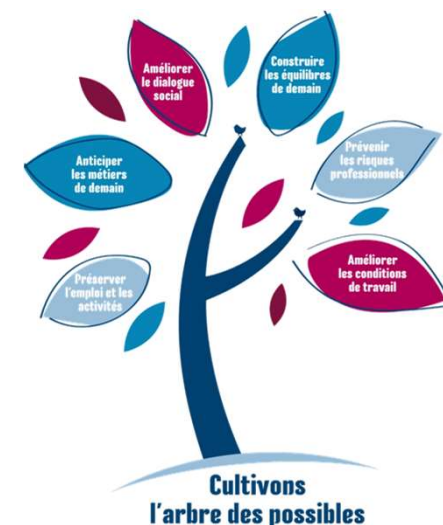 Améliorer
le dialogue
social
Construire
les équilibres
de demain
Anticiper
les métiers
de demain
Prévenir
les risques
professionnels
Préserver
l'emploi et les
activités
Améliorer
les conditions
de travail
Cultivons
l'arbre des possibles